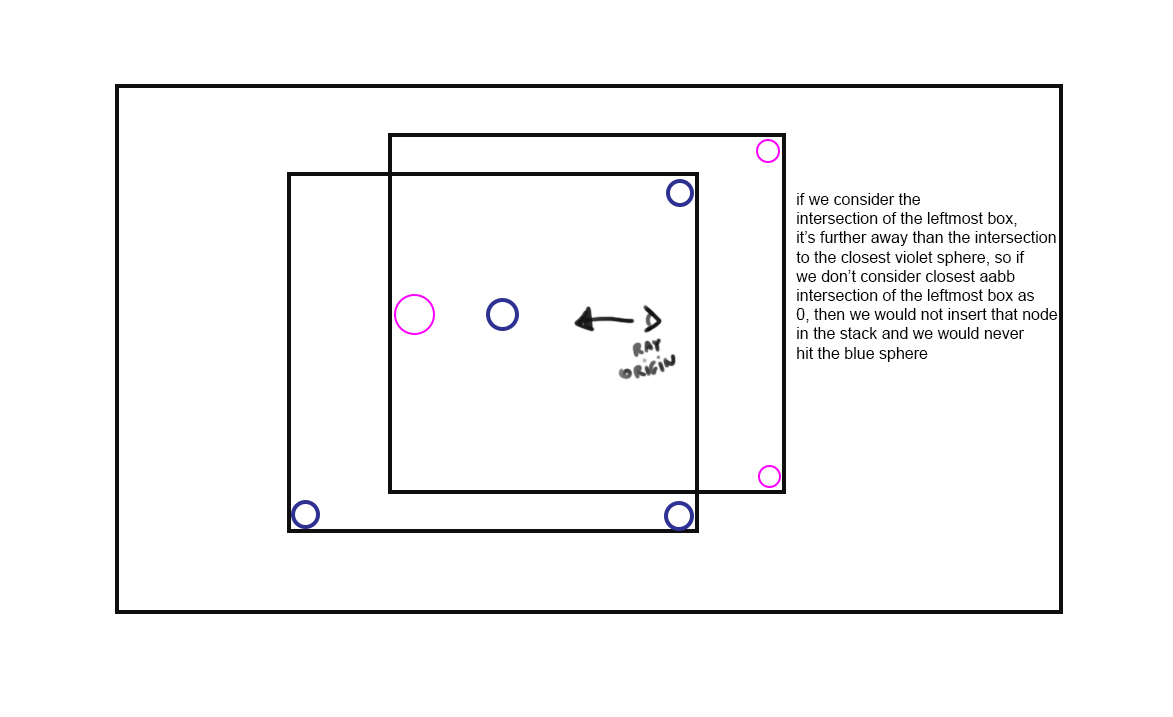 if we consider the
intersection of the leftmost box,
it's further away than the intersection
to the closest violet sphere, so if
we don't consider closest aabb
intersection of the leftmost box as
0, then we would not insert that node
in the stack and we would never
hit the blue sphere
RAY
ORIGIN